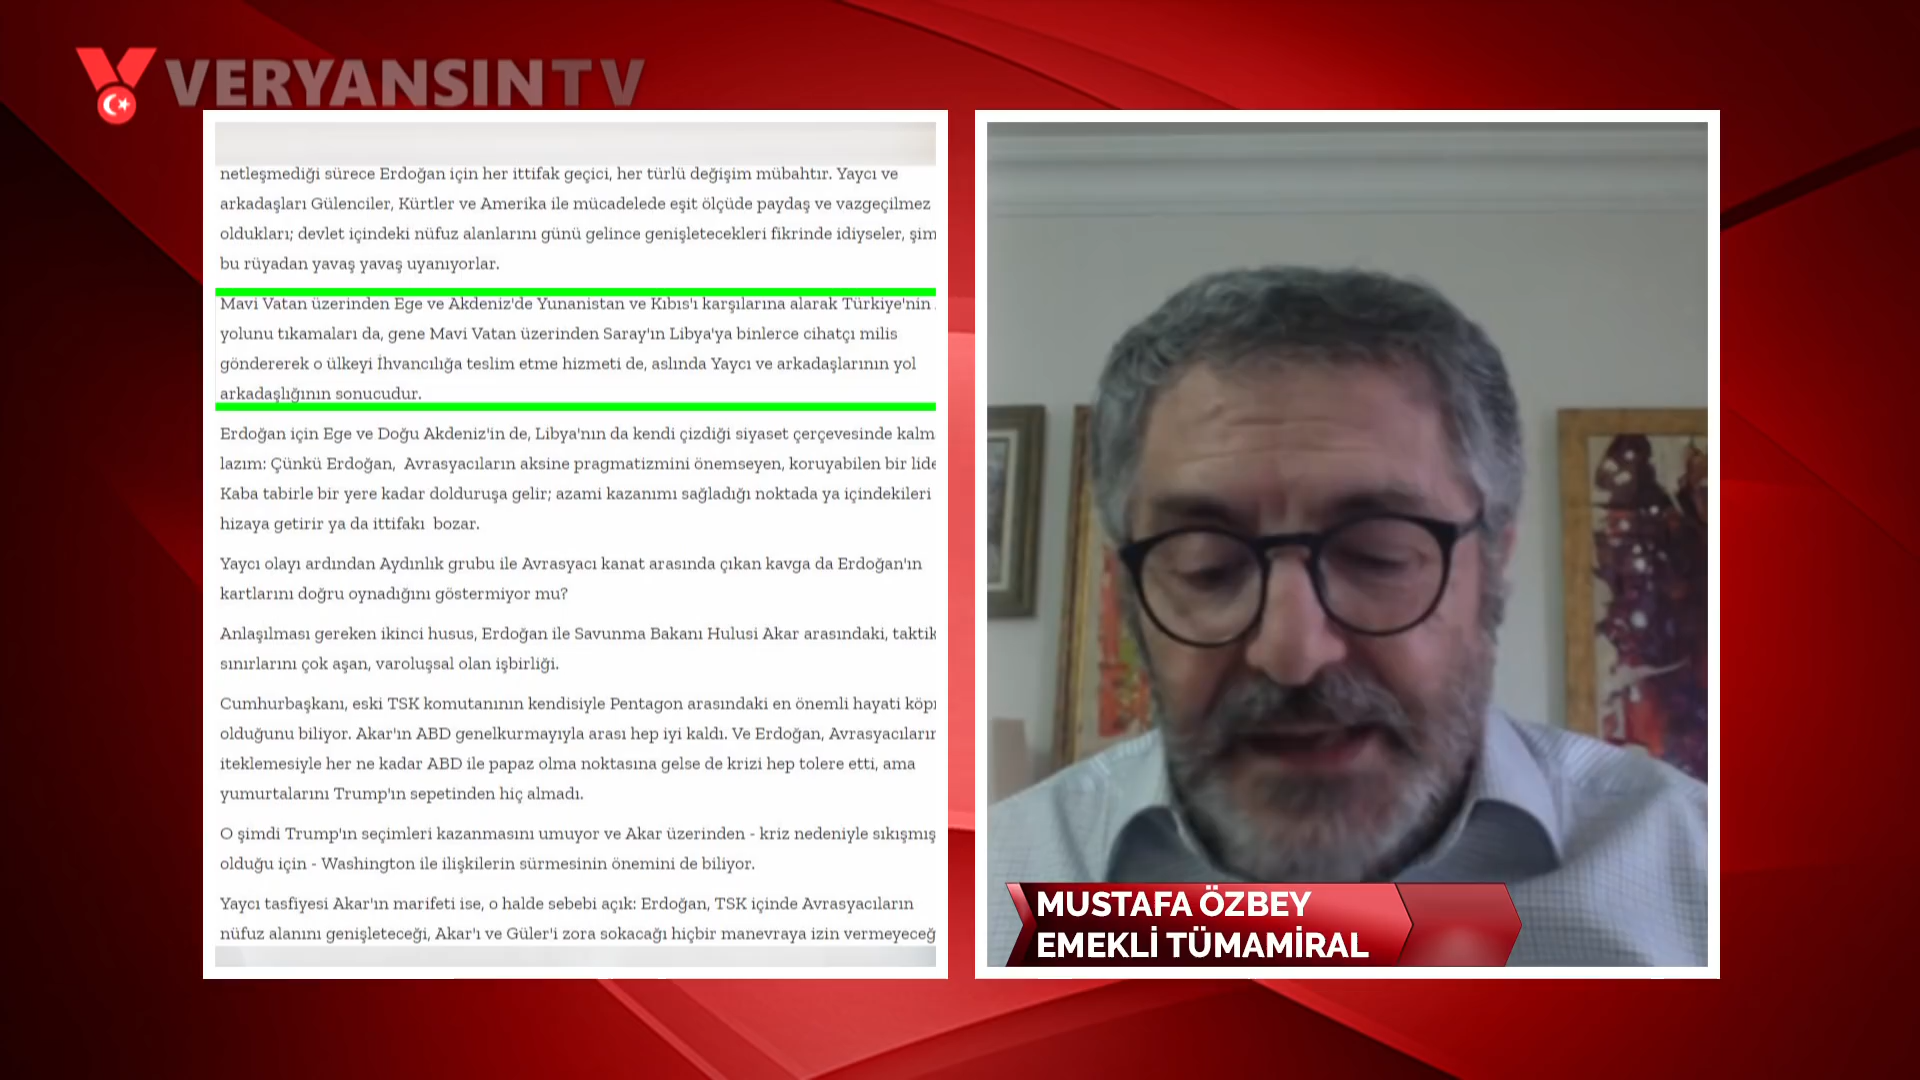 VERYANSINTV
netleşmediği sürece Erdoğan için her ittifak geçici, her türlü değişim mübahtır. Yaycı ve
arkadaşları Gülenciler, Kürtler ve Amerika ile mücadelede eşit ölçüde paydaş ve vazgeçilmez
oldukları; devlet içindeki nüfuz alanlarını günü gelince genişletecekleri fikrinde idiyseler, şim
bu rüyadan yavaş yavaş uyanıyorlar.
Mavi Vatan üzerinden Ege ve Akdeniz'de Yunanistan ve Kıbıs'ı karşılarına alarak Türkiye'nin
yolunu tıkamaları da, gene Mavi Vatan üzerinden Saray'ın Libya'ya binlerce cihatçı milis
göndererek o ülkeyi İhvancılığa teslim etme hizmeti de, aslında Yaycı ve arkadaşlarının yol
arkadaşlığının sonucudur.
Erdoğan için Ege ve Doğu Akdeniz'in de, Libya'nın da kendi çizdiği siyaset çerçevesinde kalm
lazım: Çünkü Erdoğan, Avrasyacıların aksine pragmatizmini önemseyen, koruyabilen bir lide
Kaba tabirle bir yere kadar dolduruşa gelir; azami kazanımı sağladığı noktada ya içindekileri
hizaya getirir ya da ittifakı bozar.
Yaycı olayı ardından Aydınlık grubu ile Avrasyacı kanat arasında çıkan kavga da Erdoğan'ın
kartlarını doğru oynadığını göstermiyor mu?
Anlaşılması gereken ikinci husus, Erdoğan ile Savunma Bakanı Hulusi Akar arasındaki, taktik
sınırlarını çok aşan, varoluşsal olan işbirliği.
Cumhurbaşkanı, eski TSK komutanının kendisiyle Pentagon arasındaki en önemli hayati köpr
olduğunu biliyor. Akar'ın ABD genelkurmayıyla arası hep iyi kaldı. Ve Erdoğan, Avrasyacıların
iteklemesiyle her ne kadar ABD ile papaz olma noktasına gelse de krizi hep tolere etti, ama
yumurtalarını Trump'ın sepetinden hiç almadı.
O şimdi Trump'ın seçimleri kazanmasını umuyor ve Akar üzerinden - kriz nedeniyle sıkışmış
olduğu için - Washington ile ilişkilerin sürmesinin önemini de biliyor.
Yaycı tasfiyesi Akar'ın marifeti ise, o halde sebebi açık: Erdoğan, TSK içinde Avrasyacıların
nüfuz alanını genişleteceği, Akar'ı ve Güler'i zora sokacağı hiçbir manevraya izin vermeyeceğ
MUSTAFA ÖZBEY
EMEKLİ TÜMAMİRAL